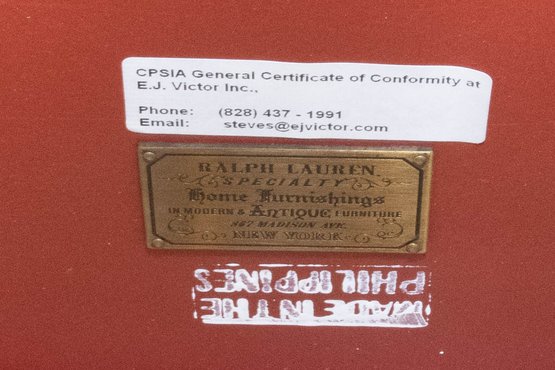 CPSIA General Certificate of Conformity at
E.J. Victor Inc.,
Phone: (828) 437 - 1991
Email: steves@ejvictor.com
RALPH LAUREN
SPECIALTY
Home Furnishings
IN MODERN & ANTIQUE FURNITURE
867 MADISON AVE.
NEW YORK
MADE IN THE
PHILIPPINES